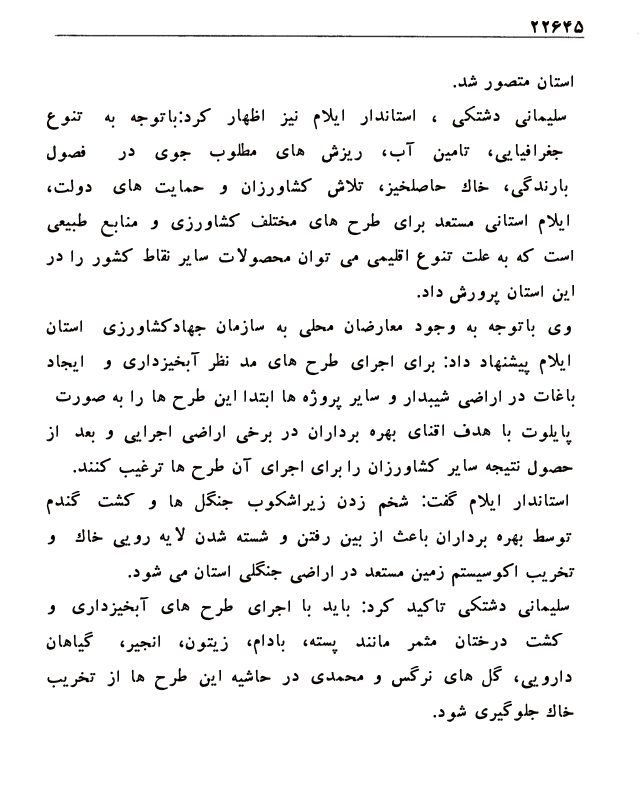 ۲۲۶۴۵
استان متصور شد.
سلیمانی دشتکی ، استاندار ایلام نیز اظهار کرد:باتوجه به تنوع
جغرافیایی، تامین آب، ریزش های مطلوب جوی در فصول
بارندگی، خاك حاصلخیز، تلاش کشاورزان و حمایت های دولت،
ایلام استانی مستعد برای طرح های مختلف کشاورزی و منابع طبیعی
است که به علت تنوع اقلیمی می توان محصولات سایر نقاط کشور را در
این استان پرورش داد.
وی باتوجه به وجود معارضان محلی به سازمان جهادکشاورزی استان
ایلام پیشنهاد داد: برای اجرای طرح های مد نظر آبخیزداری و ایجاد
باغات در اراضی شیبدار و سایر پروژه ها ابتدا این طرح ها را به صورت
پایلوت با هدف اقنای بهره برداران در برخی اراضی اجرایی و بعد از
حصول نتیجه سایر کشاورزان را برای اجرای آن طرح ها ترغیب کنند.
استاندار ایلام گفت: شخم زدن زیراشکوب جنگل ها و کشت گندم
توسط بهره برداران باعث از بین رفتن و شسته شدن لایه رویی خاك و
تخریب اکوسیستم زمین مستعد در اراضی جنگلی استان می شود.
سلیمانی دشتکی تاکید کرد: باید با اجرای طرح های آبخیزداری و
کشت درختان مثمر مانند پسته، بادام، زیتون، انجیر، گیاهان
دارویی، گل های نرگس و محمدی در حاشیه این طرح ها از تخریب
خاك جلوگیری شود.